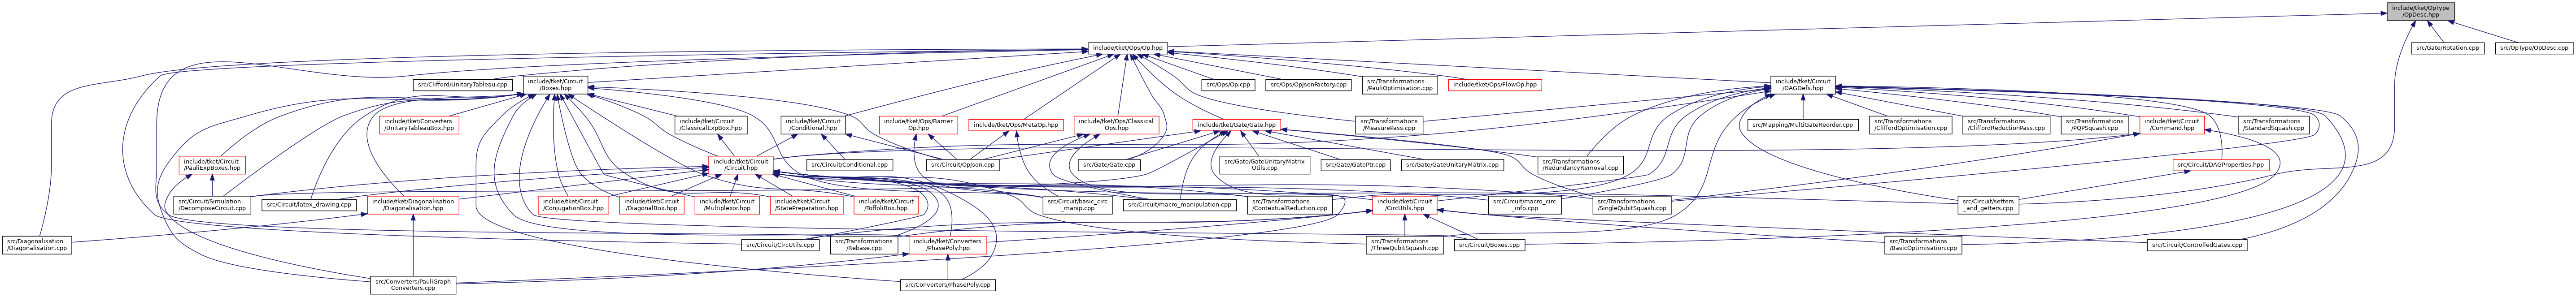 include/tket/OpType
/OpDesc.hpp
include/tket/Ops/Op.hpp
src/Gate/Rotation.cpp
src/OpType/OpDesc.cpp
src/Clifford/UnitaryTableau.cpp
include/tket/Circuit
/Boxes.hpp
src/Ops/Op.cpp
src/Ops/OpJsonFactory.cpp
src/Transformations
/PauliOptimisation.cpp
include/tket/Ops/FlowOp.hpp
include/tket/Circuit
/DAGDefs.hpp
include/tket/Converters
/UnitaryTableauBox.hpp
include/tket/Circuit
/ClassicalExpBox.hpp
include/tket/Circuit
/Conditional.hpp
include/tket/Ops/Barrier
Op.hpp
include/tket/Ops/MetaOp.hpp
include/tket/Ops/Classical
Ops.hpp
include/tket/Gate/Gate.hpp
src/Transformations
/MeasurePass.cpp
src/Mapping/MultiGateReorder.cpp
src/Transformations
/CliffordOptimisation.cpp
src/Transformations
/CliffordReductionPass.cpp
src/Transformations
/PQPSquash.cpp
include/tket/Circuit
/Command.hpp
src/Transformations
/StandardSquash.cpp
include/tket/Circuit
/PauliExpBoxes.hpp
include/tket/Circuit
/Circuit.hpp
src/Circuit/Conditional.cpp
src/Circuit/OpJson.cpp
src/Gate/Gate.cpp
src/Gate/GateUnitaryMatrix
Utils.cpp
src/Gate/GatePtr.cpp
src/Gate/GateUnitaryMatrix.cpp
src/Transformations
/RedundancyRemoval.cpp
src/Circuit/DAGProperties.hpp
src/Circuit/Simulation
/DecomposeCircuit.cpp
src/Circuit/latex_drawing.cpp
include/tket/Diagonalisation
/Diagonalisation.hpp
include/tket/Circuit
/ConjugationBox.hpp
include/tket/Circuit
/DiagonalBox.hpp
include/tket/Circuit
/Multiplexor.hpp
include/tket/Circuit
/StatePreparation.hpp
include/tket/Circuit
/ToffoliBox.hpp
src/Circuit/basic_circ
_manip.cpp
src/Circuit/macro_manipulation.cpp
src/Transformations
/ContextualReduction.cpp
include/tket/Circuit
/CircUtils.hpp
src/Circuit/macro_circ
_info.cpp
src/Transformations
/SingleQubitSquash.cpp
src/Circuit/setters
_and_getters.cpp
src/Diagonalisation
/Diagonalisation.cpp
src/Circuit/CircUtils.cpp
src/Transformations
/Rebase.cpp
include/tket/Converters
/PhasePoly.hpp
src/Transformations
/ThreeQubitSquash.cpp
src/Circuit/Boxes.cpp
src/Transformations
/BasicOptimisation.cpp
src/Circuit/ControlledGates.cpp
src/Converters/PauliGraph
Converters.cpp
src/Converters/PhasePoly.cpp